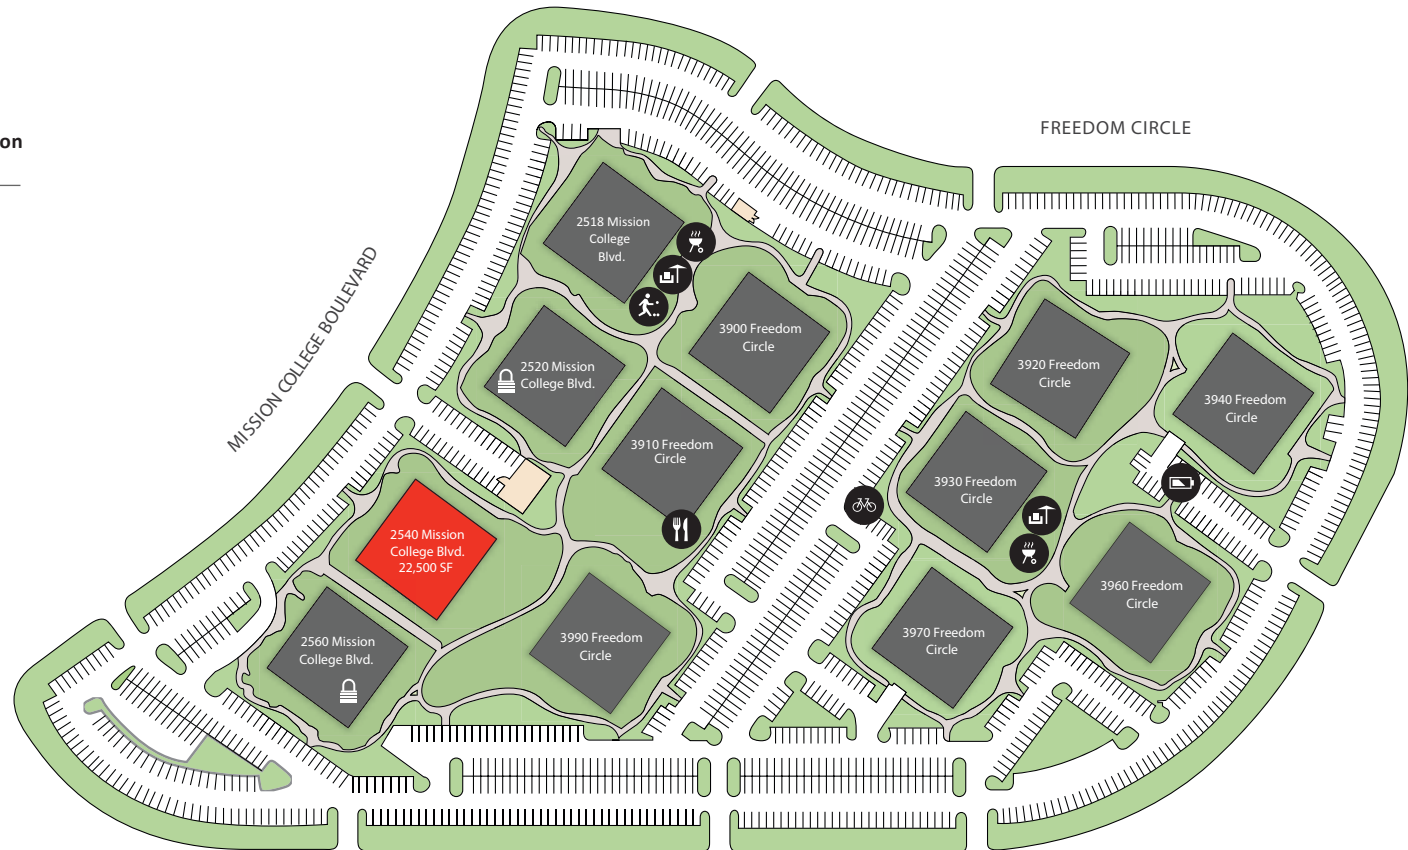 on
FREEDOM CIRCLE
MISSION COLLEGE BOULEVARD
2518 Mission
College
Blvd.
3900 Freedom
Circle
2520 Mission
College Blvd.
3920 Freedom
Circle
3940 Freedom
Circle
3910 Freedom
Circle
3930 Freedom
Circle
2540 Mission
College Blvd.
22,500 SF
3960 Freedom
Circle
2560 Mission
College Blvd.
3990 Freedom
Circle
3970 Freedom
Circle